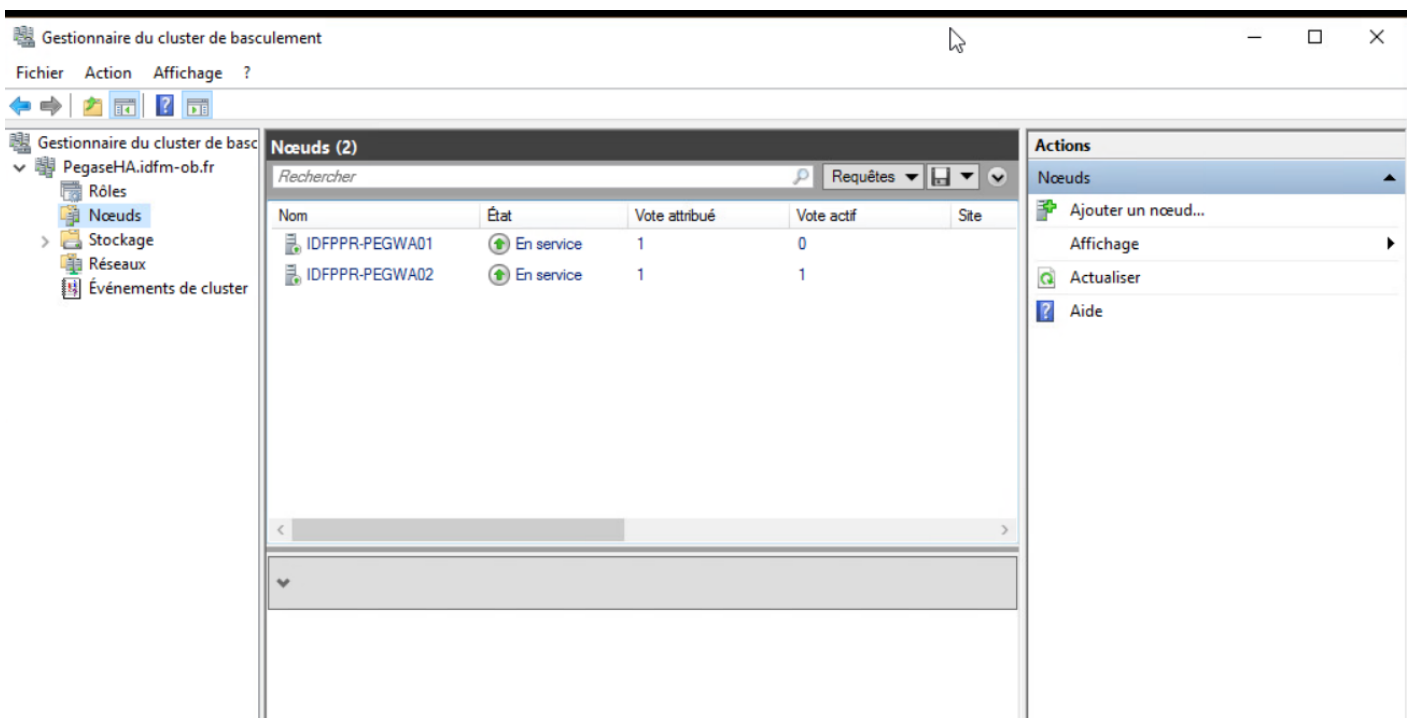 Gestionnaire du cluster de basculement
Fichier Action Affichage ?
Gestionnaire du cluster de basc
PegaseHA.idfm-ob.fr
Rôles
Nœuds
Stockage
Réseaux
Événements de cluster
Nœuds (2)
Rechercher
Requêtes
Nom État Vote attribué Vote actif Site
IDFPPR-PEGWA01 En service 1 0
IDFPPR-PEGWA02 En service 1 1
Actions
Nœuds
Ajouter un nœud...
Affichage
Actualiser
Aide